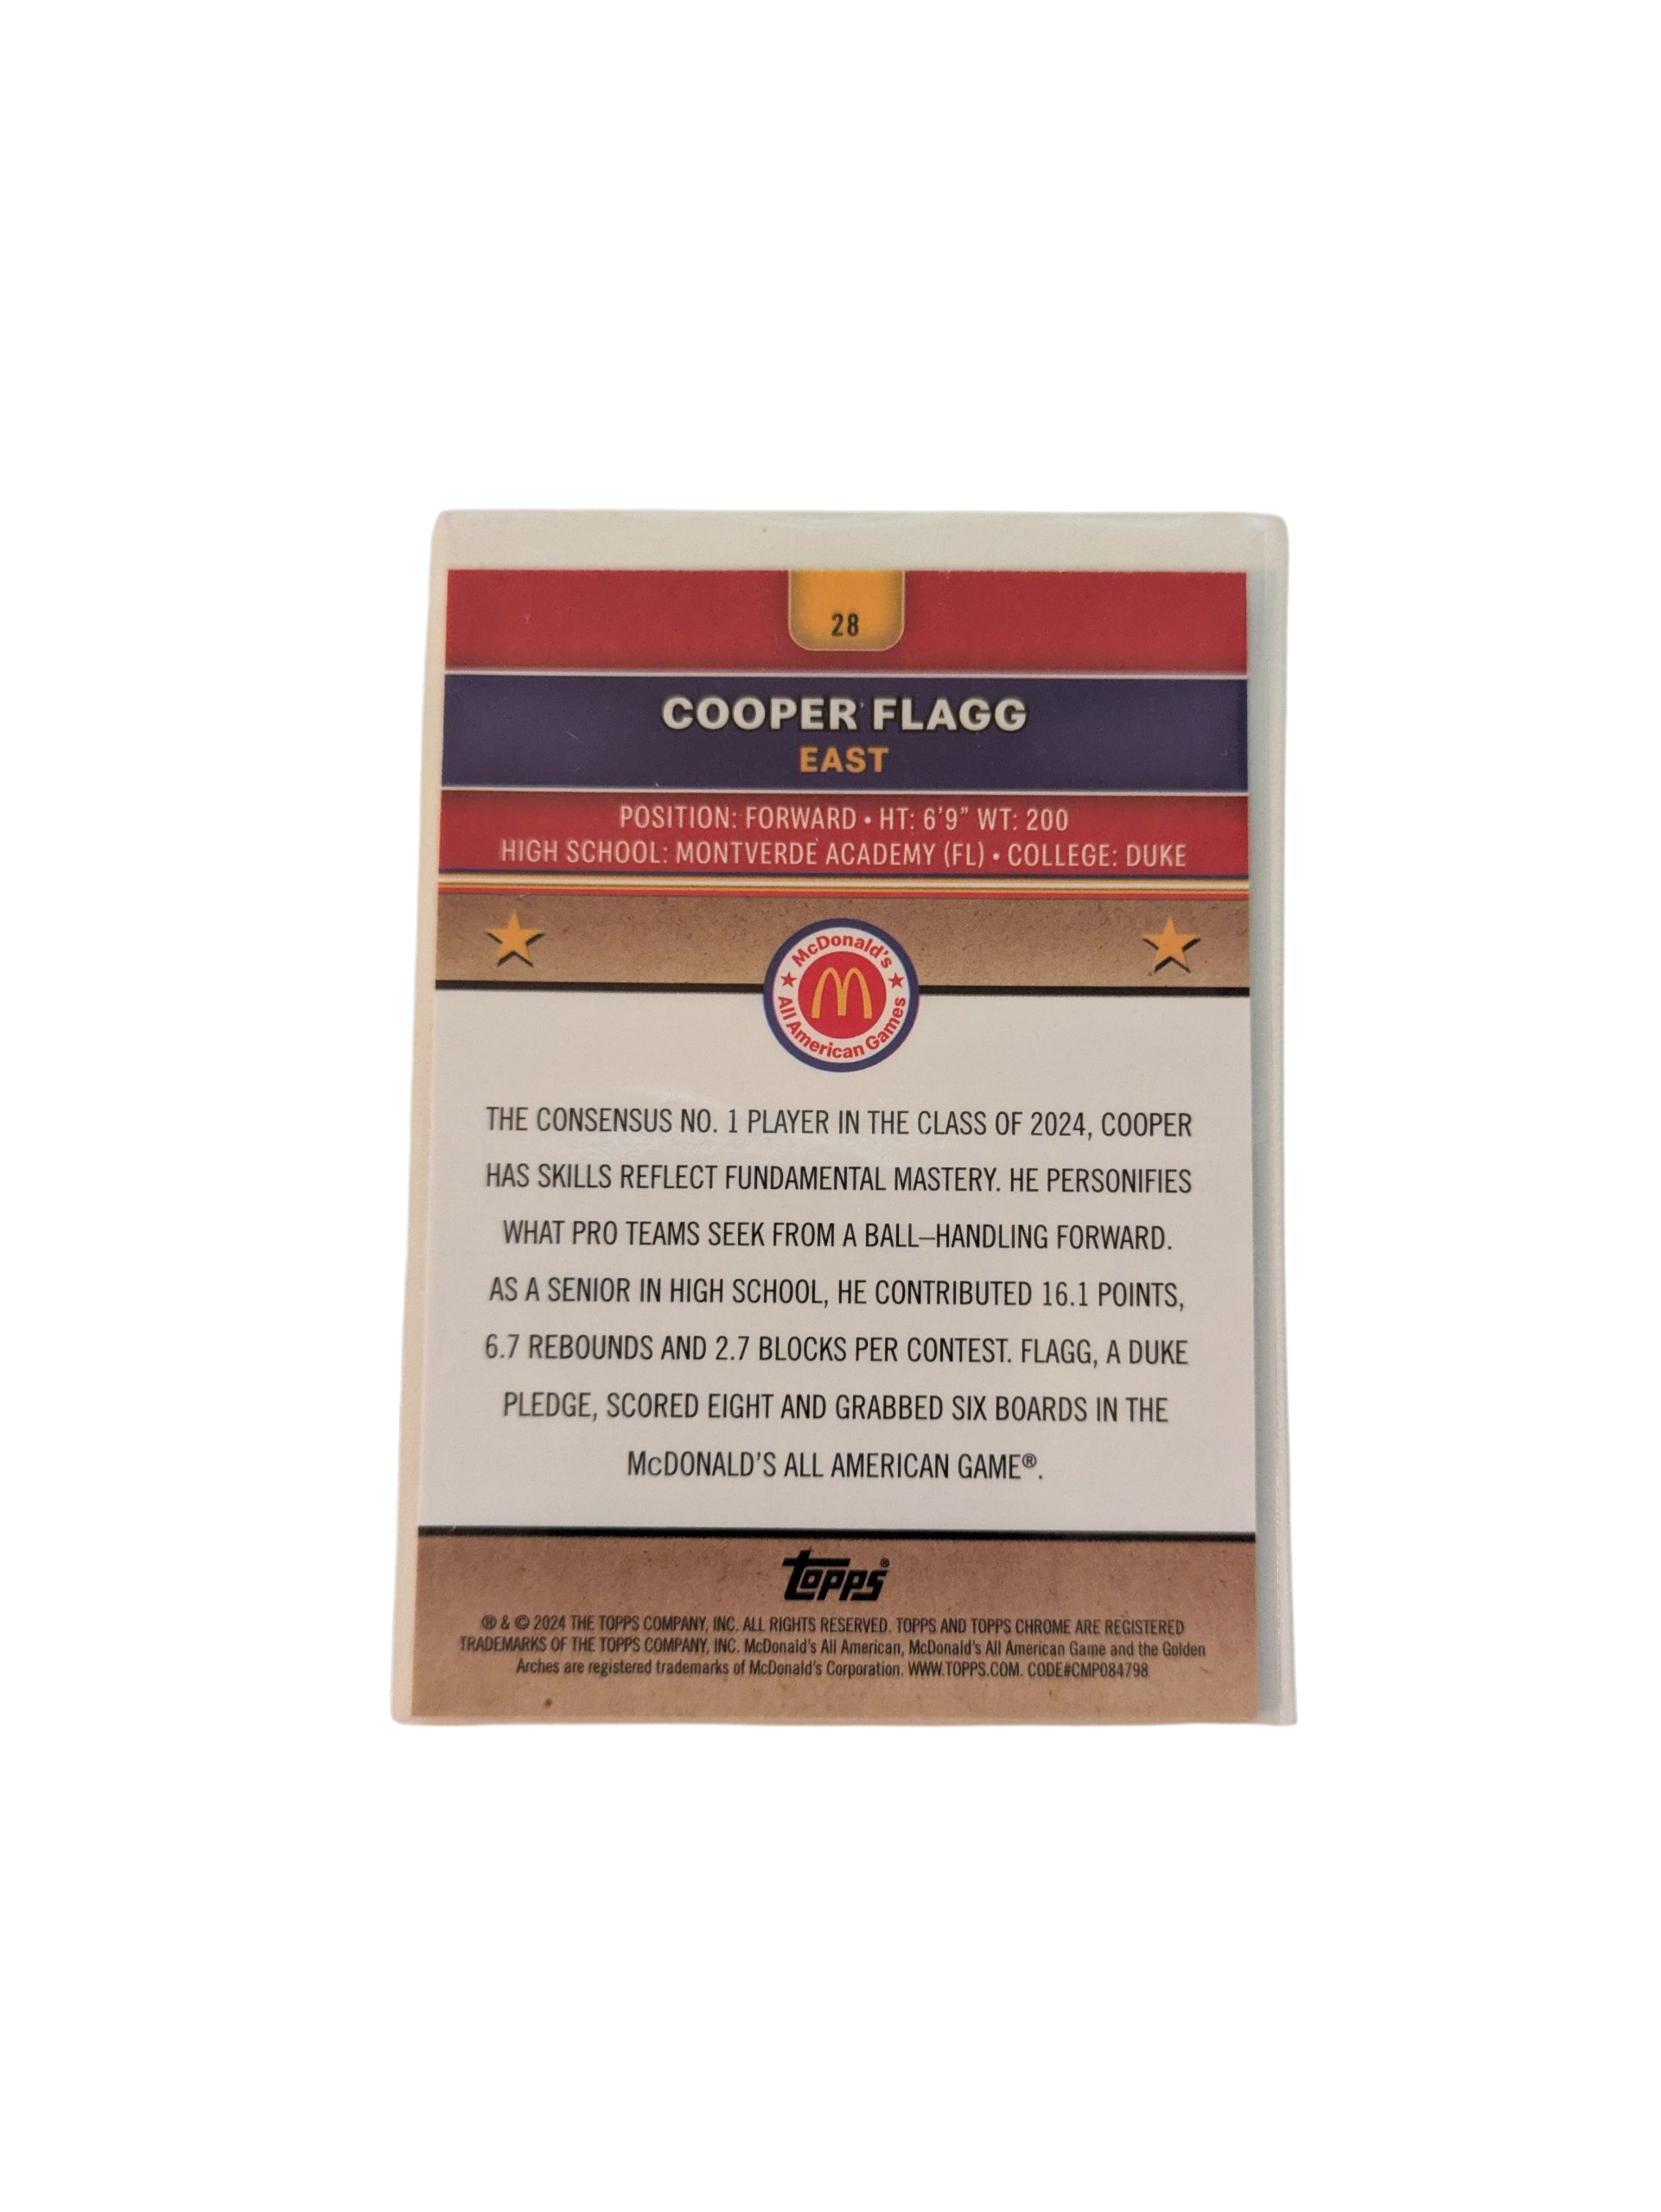 28
COOPER FLAGG
EAST
POSITION: FORWARD • HT: 6'9" WT: 200
HIGH SCHOOL: MONTVERDE ACADEMY (FL) • COLLEGE: DUKE
McDonald's
All American Games
THE CONSENSUS NO. 1 PLAYER IN THE CLASS OF 2024, COOPER
HAS SKILLS REFLECT FUNDAMENTAL MASTERY. HE PERSONIFIES
WHAT PRO TEAMS SEEK FROM A BALL–HANDLING FORWARD.
AS A SENIOR IN HIGH SCHOOL, HE CONTRIBUTED 16.1 POINTS,
6.7 REBOUNDS AND 2.7 BLOCKS PER CONTEST. FLAGG, A DUKE
PLEDGE, SCORED EIGHT AND GRABBED SIX BOARDS IN THE
McDONALD'S ALL AMERICAN GAME®.
topps®
® & © 2024 THE TOPPS COMPANY, INC. ALL RIGHTS RESERVED. TOPPS AND TOPPS CHROME ARE REGISTERED
TRADEMARKS OF THE TOPPS COMPANY, INC. McDonald's All American, McDonald's All American Game and the Golden
Arches are registered trademarks of McDonald's Corporation. WWW.TOPPS.COM. CODE#CMP084798